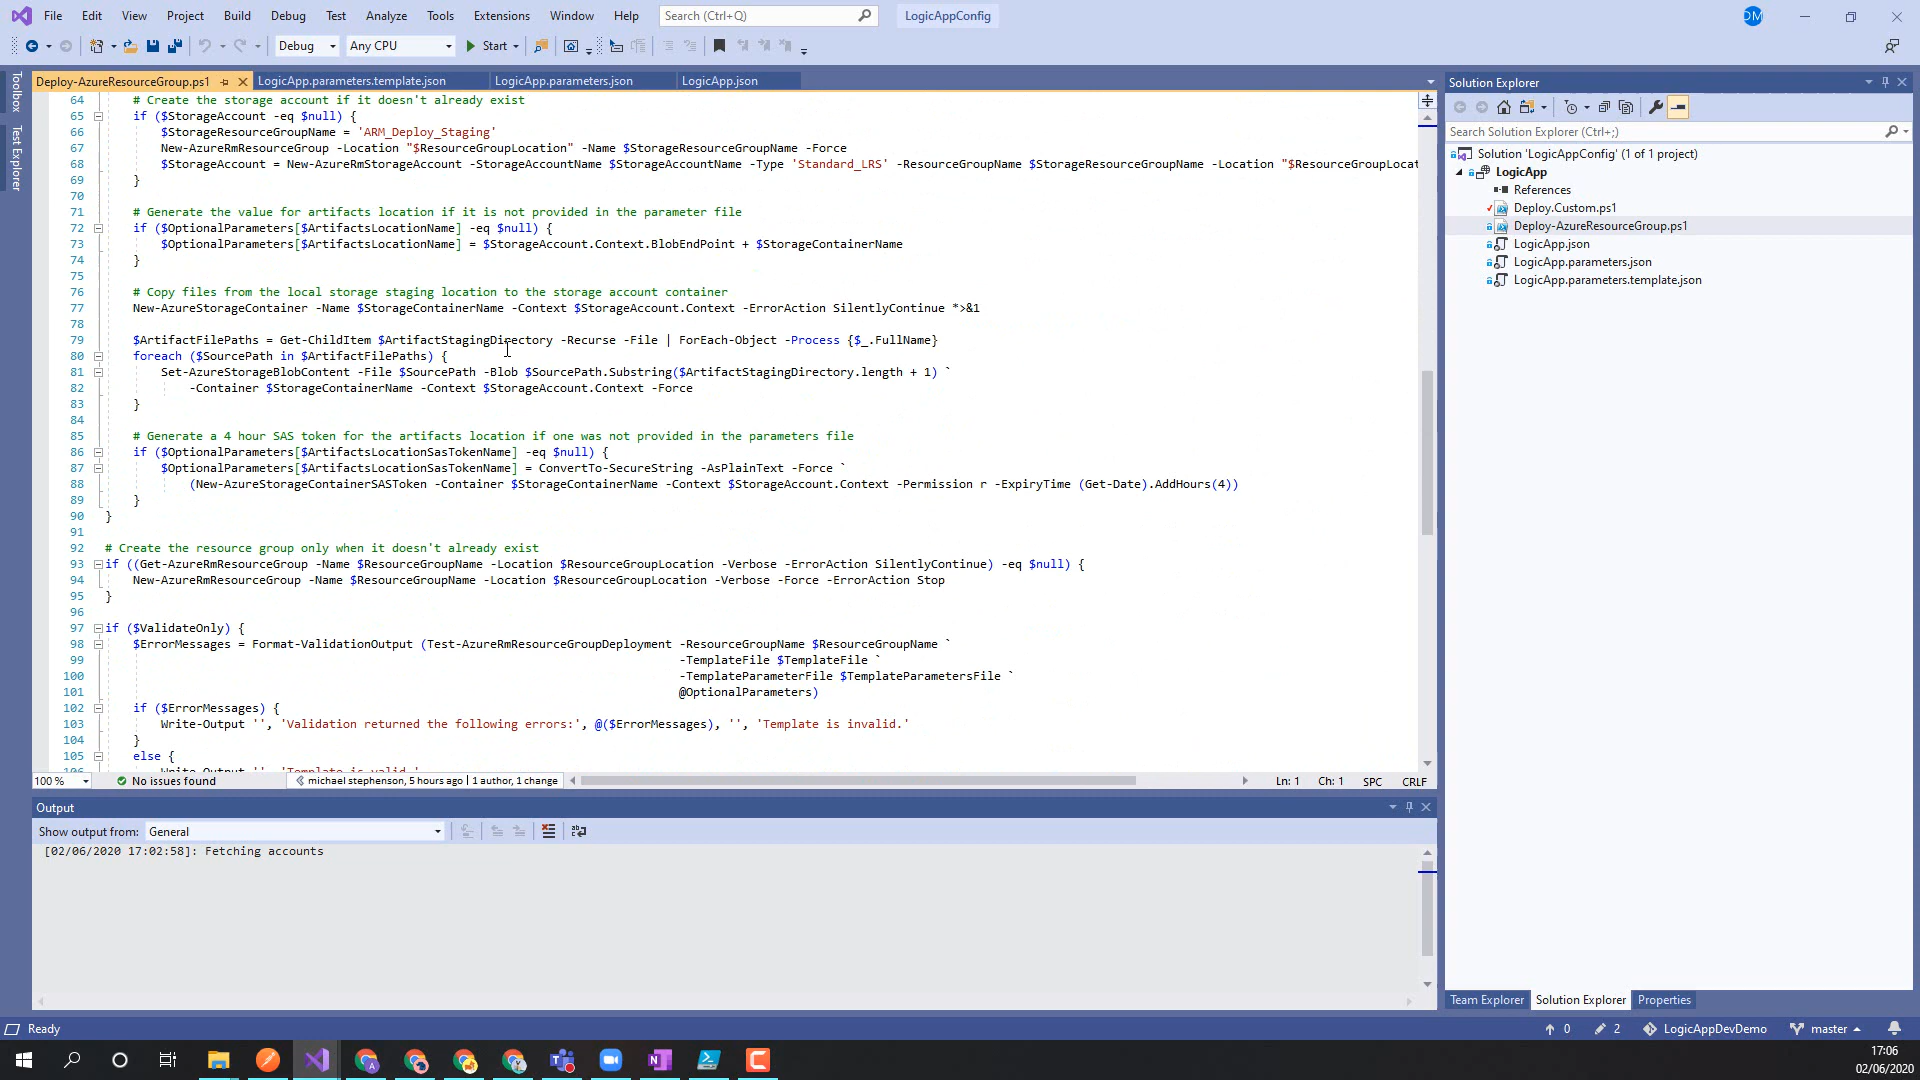 File Edit View Project Build Debug Test Analyze Tools Extensions Window Help Search (Ctrl+Q) LogicAppConfig DM
Debug Any CPU Start
Toolbox
Test Explorer
Deploy-AzureResourceGroup.ps1 LogicApp.parameters.template.json LogicApp.parameters.json LogicApp.json
64 # Create the storage account if it doesn't already exist
65 if ($StorageAccount -eq $null) {
66 $StorageResourceGroupName = 'ARM_Deploy_Staging'
67 New-AzureRmResourceGroup -Location "$ResourceGroupLocation" -Name $StorageResourceGroupName -Force
68 $StorageAccount = New-AzureRmStorageAccount -StorageAccountName $StorageAccountName -Type 'Standard_LRS' -ResourceGroupName $StorageResourceGroupName -Location "$ResourceGroupLocat
69 }
70
71 # Generate the value for artifacts location if it is not provided in the parameter file
72 if ($OptionalParameters[$ArtifactsLocationName] -eq $null) {
73 $OptionalParameters[$ArtifactsLocationName] = $StorageAccount.Context.BlobEndPoint + $StorageContainerName
74 }
75
76 # Copy files from the local storage staging location to the storage account container
77 New-AzureStorageContainer -Name $StorageContainerName -Context $StorageAccount.Context -ErrorAction SilentlyContinue *>&1
78
79 $ArtifactFilePaths = Get-ChildItem $ArtifactStagingDirectory -Recurse -File | ForEach-Object -Process {$_.FullName}
80 foreach ($SourcePath in $ArtifactFilePaths) {
81 Set-AzureStorageBlobContent -File $SourcePath -Blob $SourcePath.Substring($ArtifactStagingDirectory.length + 1) `
82 -Container $StorageContainerName -Context $StorageAccount.Context -Force
83 }
84
85 # Generate a 4 hour SAS token for the artifacts location if one was not provided in the parameters file
86 if ($OptionalParameters[$ArtifactsLocationSasTokenName] -eq $null) {
87 $OptionalParameters[$ArtifactsLocationSasTokenName] = ConvertTo-SecureString -AsPlainText -Force `
88 (New-AzureStorageContainerSASToken -Container $StorageContainerName -Context $StorageAccount.Context -Permission r -ExpiryTime (Get-Date).AddHours(4))
89 }
90 }
91
92 # Create the resource group only when it doesn't already exist
93 if ((Get-AzureRmResourceGroup -Name $ResourceGroupName -Location $ResourceGroupLocation -Verbose -ErrorAction SilentlyContinue) -eq $null) {
94 New-AzureRmResourceGroup -Name $ResourceGroupName -Location $ResourceGroupLocation -Verbose -Force -ErrorAction Stop
95 }
96
97 if ($ValidateOnly) {
98 $ErrorMessages = Format-ValidationOutput (Test-AzureRmResourceGroupDeployment -ResourceGroupName $ResourceGroupName `
99 -TemplateFile $TemplateFile `
100 -TemplateParameterFile $TemplateParametersFile `
101 @OptionalParameters)
102 if ($ErrorMessages) {
103 Write-Output '', 'Validation returned the following errors:', @($ErrorMessages), '', 'Template is invalid.'
104 }
105 else {
106 Write-Output '', 'Template is valid.'
100 % No issues found michael stephenson, 5 hours ago | 1 author, 1 change Ln: 1 Ch: 1 SPC CRLF
Output
Show output from: General
[02/06/2020 17:02:58]: Fetching accounts
Solution Explorer
Search Solution Explorer (Ctrl+;)
Solution 'LogicAppConfig' (1 of 1 project)
LogicApp
References
Deploy.Custom.ps1
Deploy-AzureResourceGroup.ps1
LogicApp.json
LogicApp.parameters.json
LogicApp.parameters.template.json
Team Explorer Solution Explorer Properties
Ready 0 2 LogicAppDevDemo master
17:06
02/06/2020